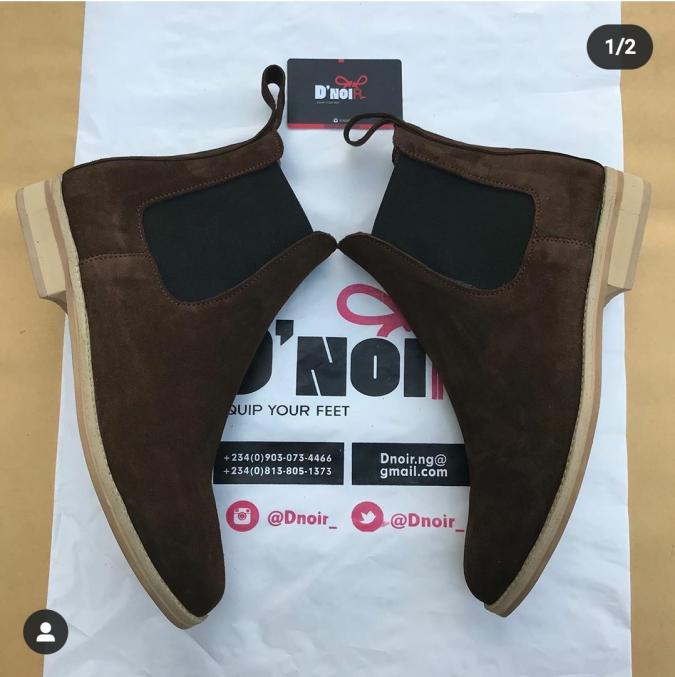 1/2
D'NOIR
D'NOI
QUIP YOUR FEET
+234(0)903-073-4466
+234(0)813-805-1373
Dnoir.ng@
gmail.com
@Dnoir_
@Dnoir_